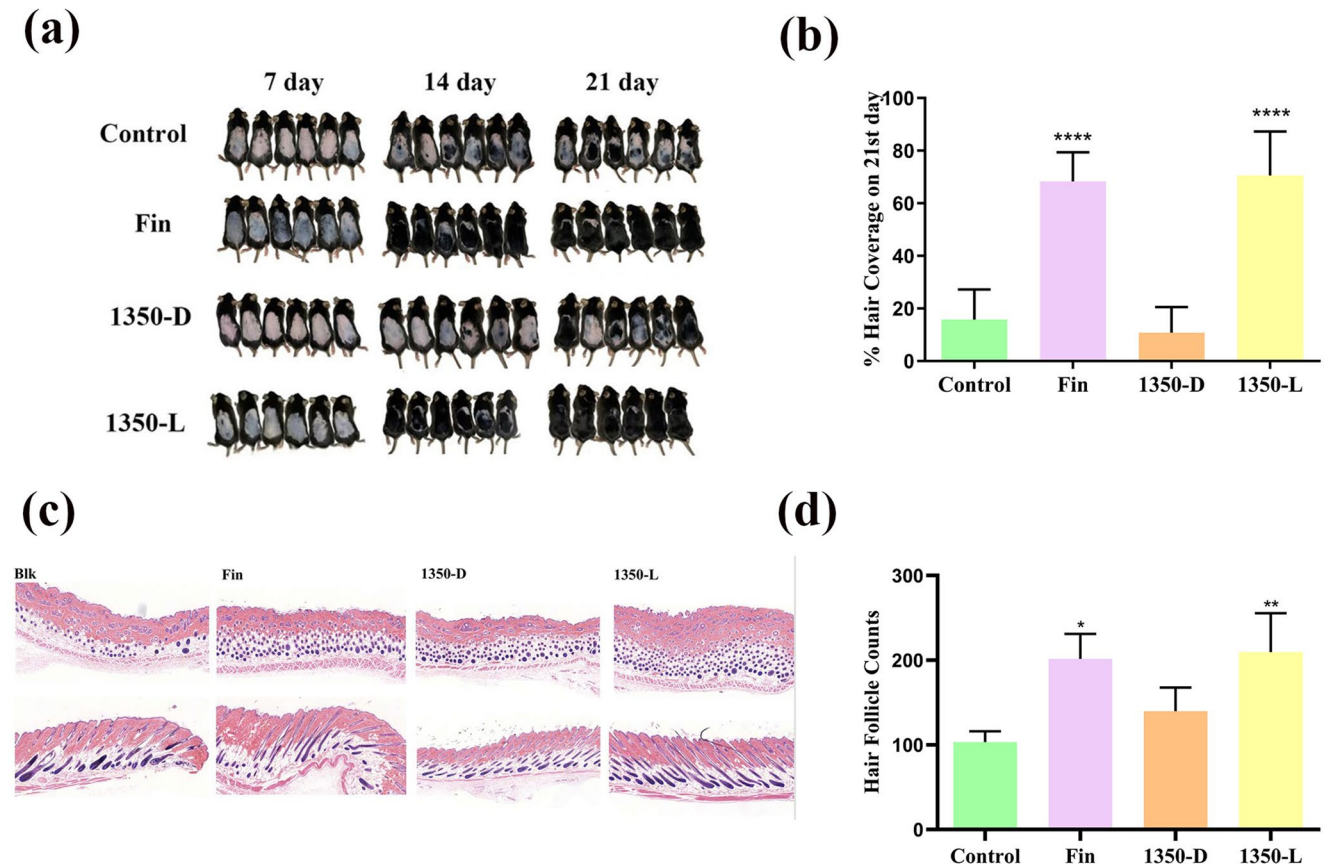 (a)
7 day 14 day 21 day
Control
Fin
1350-D
1350-L
(b)
% Hair Coverage on 21st day
100
80
60
40
20
0
**** ****
Control Fin 1350-D 1350-L
(c)
Blk Fin 1350-D 1350-L
(d)
Hair Follicle Counts
300
200
100
0
* **
Control Fin 1350-D 1350-L